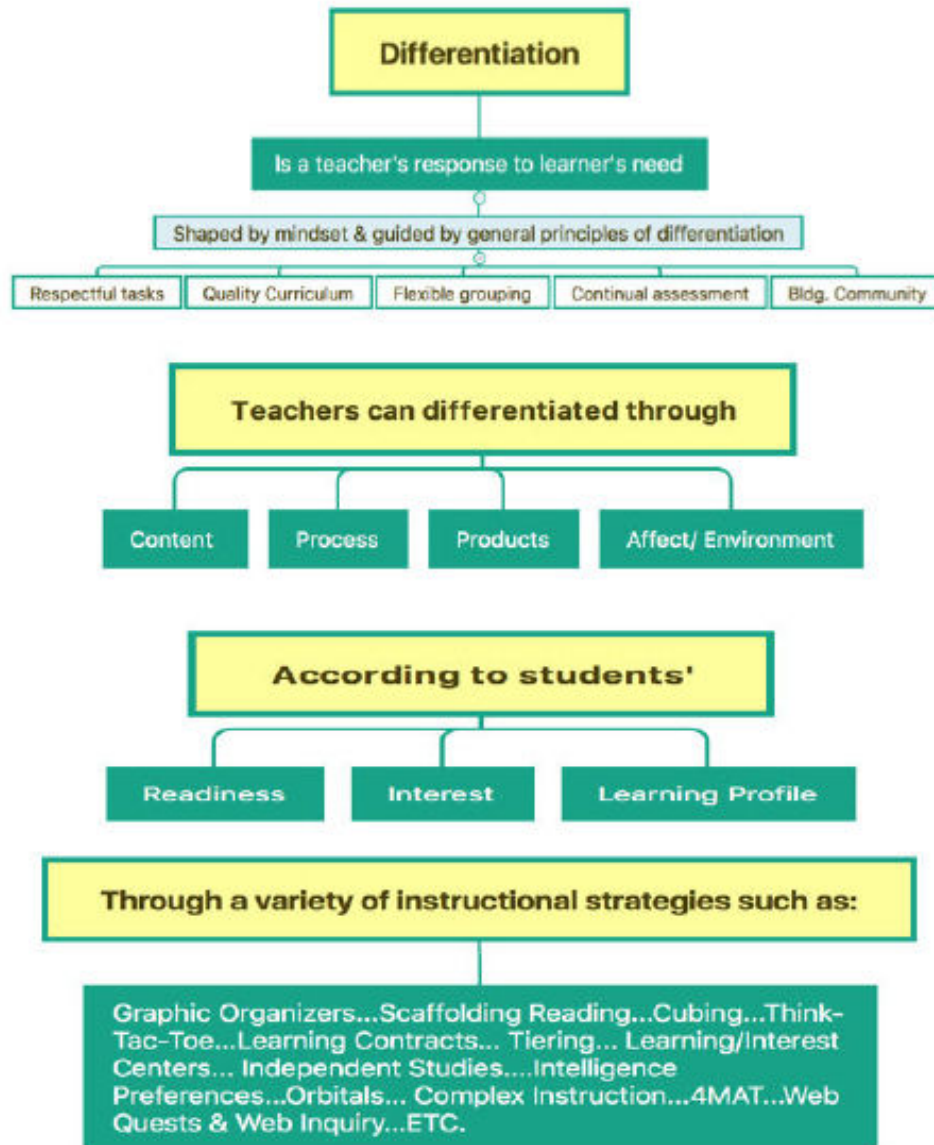 Differentiation
Is a teacher's response to learner's need
Shaped by mindset & guided by general principles of differentiation
Respectful tasks
Quality Curriculum
Flexible grouping
Continual assessment
Bldg. Community
Teachers can differentiated through
Content
Process
Products
Affect/ Environment
According to students'
Readiness
Interest
Learning Profile
Through a variety of instructional strategies such as:
Graphic Organizers...Scaffolding Reading...Cubing...Think-
Tac-Toe...Learning Contracts... Tiering... Learning/Interest
Centers... Independent Studies....Intelligence
Preferences...Orbitals... Complex Instruction...4MAT...Web
Quests & Web Inquiry...ETC.